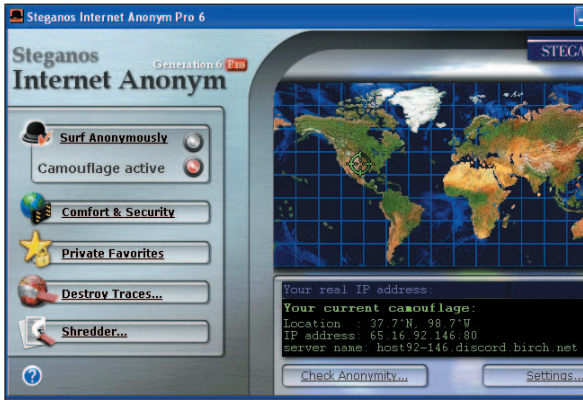 Steganos Internet Anonym Pro 6
Steganos
Generation 6 Pro
Internet Anonym
STEGA
Surf Anonymously
Camouflage active
Comfort & Security
Private Favorites
Destroy Traces...
Shredder...
Your real IP address:
Your current camouflage:
Location : 37.7°N, 98.7°W
IP address: 65.16.92.146:80
server name: host92-146.discord.birch.net
Check Anonymity...
Settings...